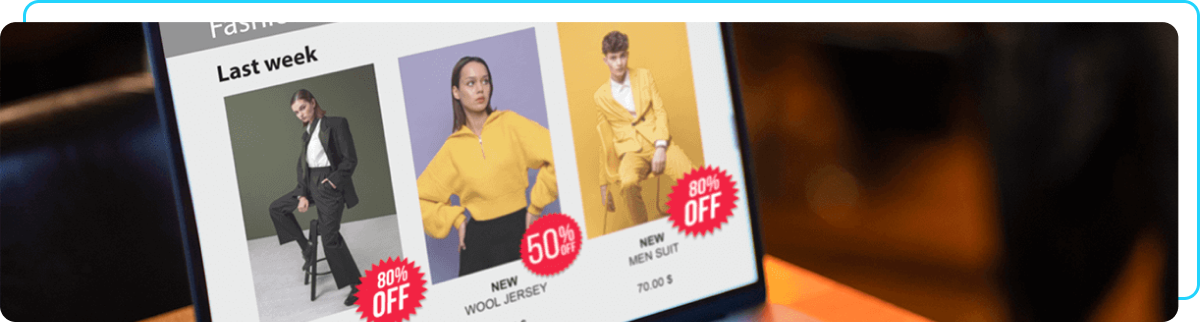 Last week
80%
OFF
50%
OFF
NEW
WOOL JERSEY
80%
OFF
NEW
MEN SUIT
70.00 $